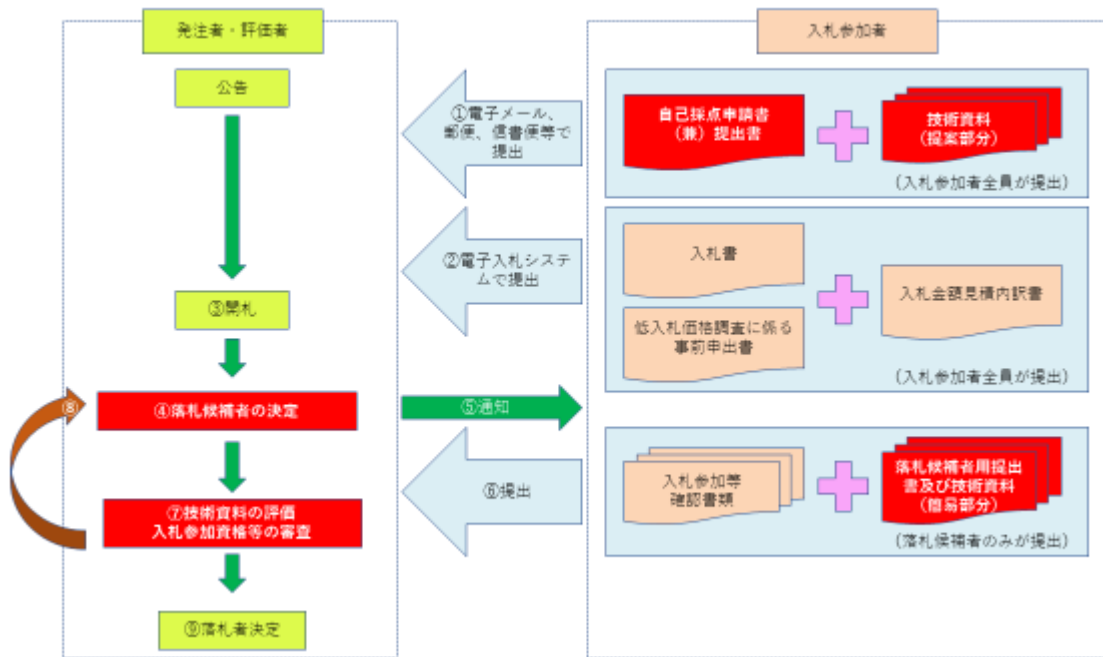 発注者・評価者
入札参加者
公告
①電子メール、
郵便、信書便等で
提出
自己採点申請書
（兼）提出書
技術資料
（提案部分）
（入札参加者全員が提出）
②電子入札システ
ムで提出
入札書
低入札価格調査に係る
事前申出書
入札金額見積内訳書
（入札参加者全員が提出）
③開札
④落札候補者の決定
⑧
⑤通知
⑥提出
入札参加等
確認書類
落札候補者用提出
書及び技術資料
（簡易部分）
（落札候補者のみが提出）
⑦技術資料の評価
入札参加資格等の審査
⑨落札者決定